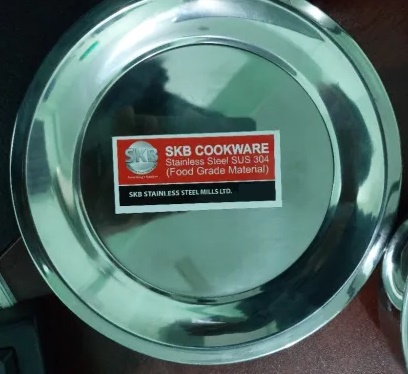 SKB
SKB COOKWARE
Stainless Steel SUS 304
(Food Grade Material)
SKB STAINLESS STEEL MILLS LTD.